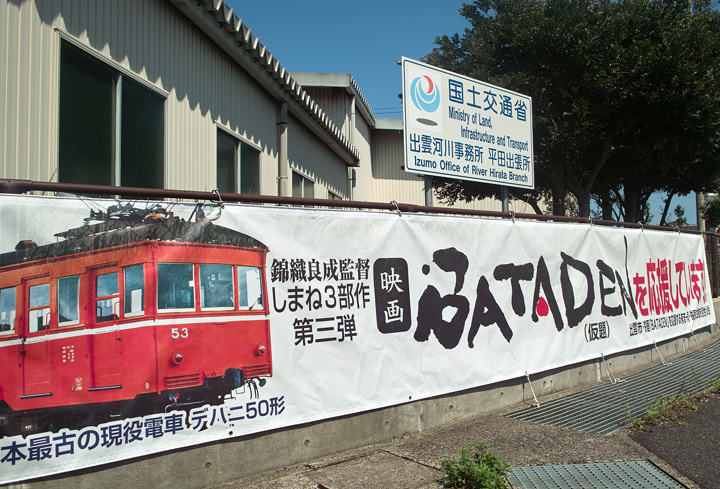 国土交通省
Ministry of Land,
Infrastructure and Transport
出雲河川事務所 平田出張所
Izumo Office of River Hirata Branch
錦織良成監督
しまね3部作
第三弾
映画
BATADEN
(仮題)
を応援しています
53
本最古の現役電車 デハニ50形